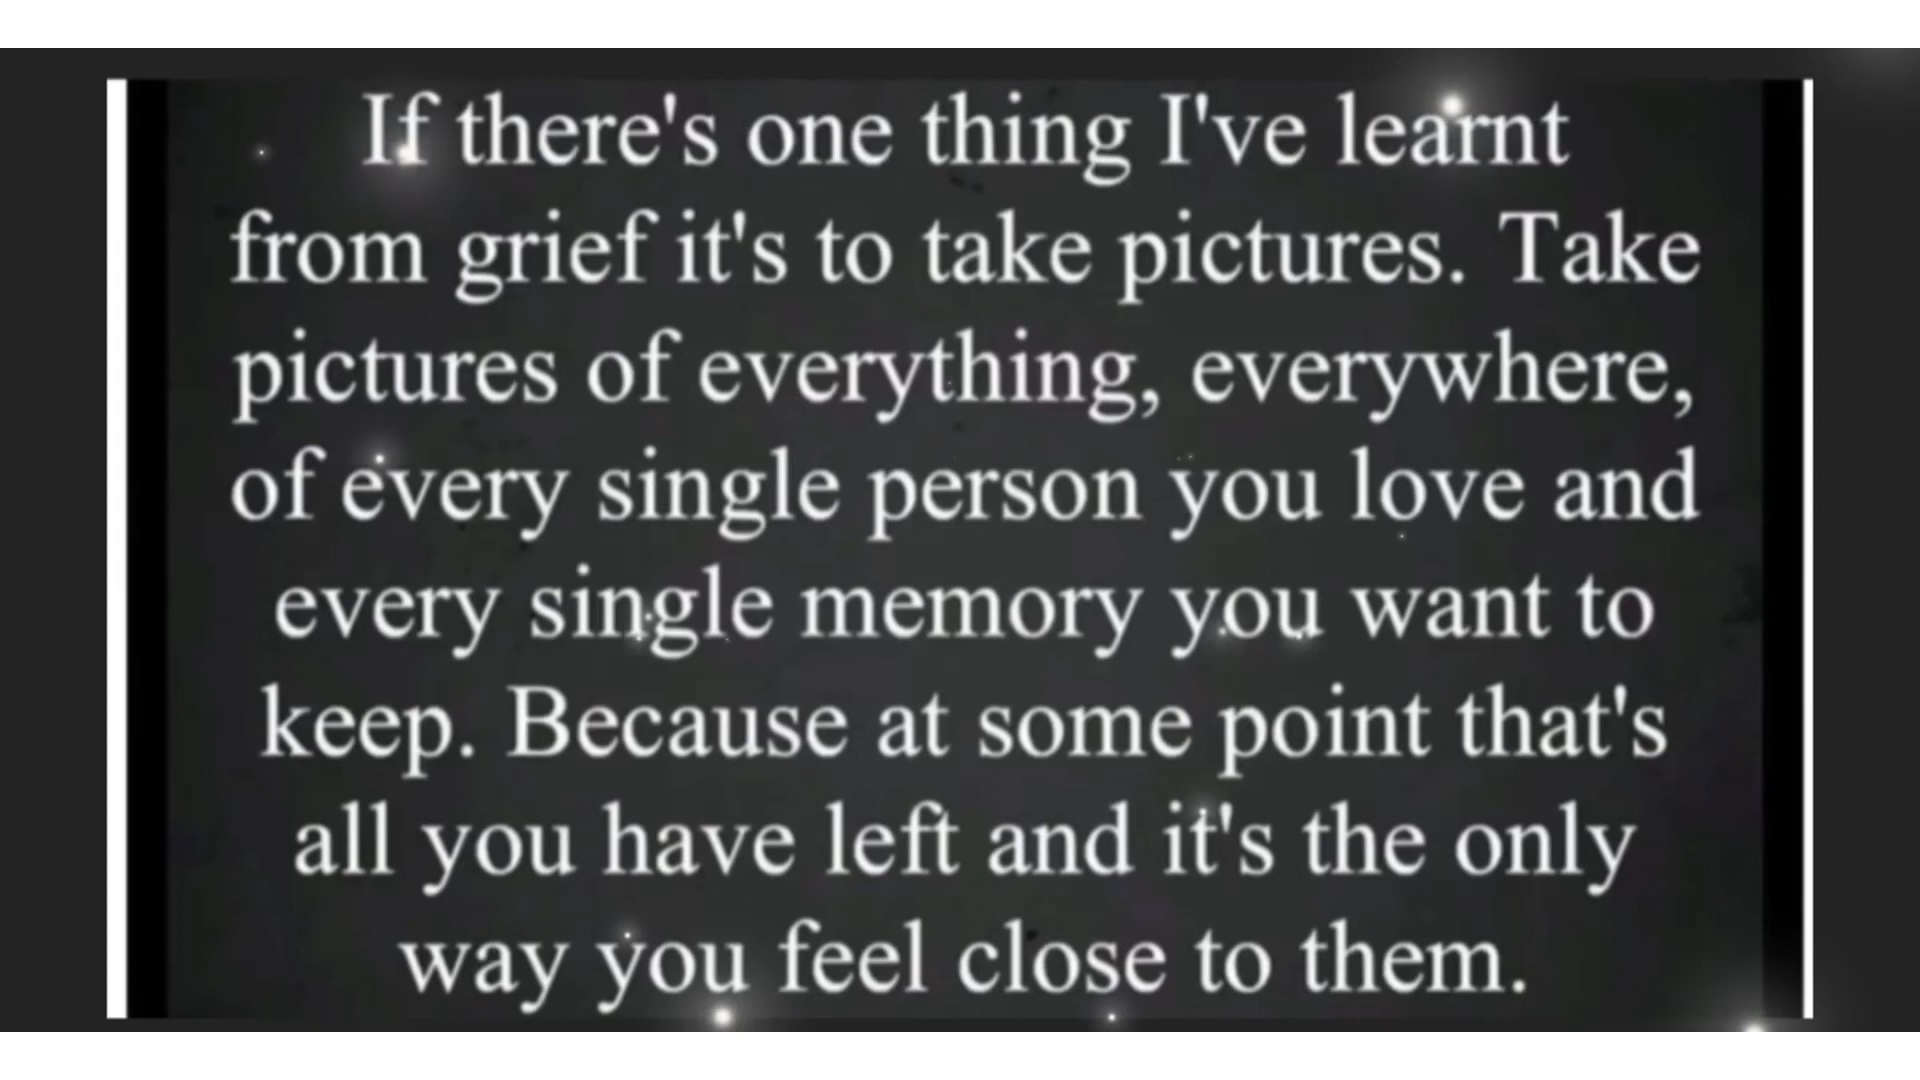 If there's one thing I've learnt
from grief it's to take pictures. Take
pictures of everything, everywhere,
of every single person you love and
every single memory you want to
keep. Because at some point that's
all you have left and it's the only
way you feel close to them.